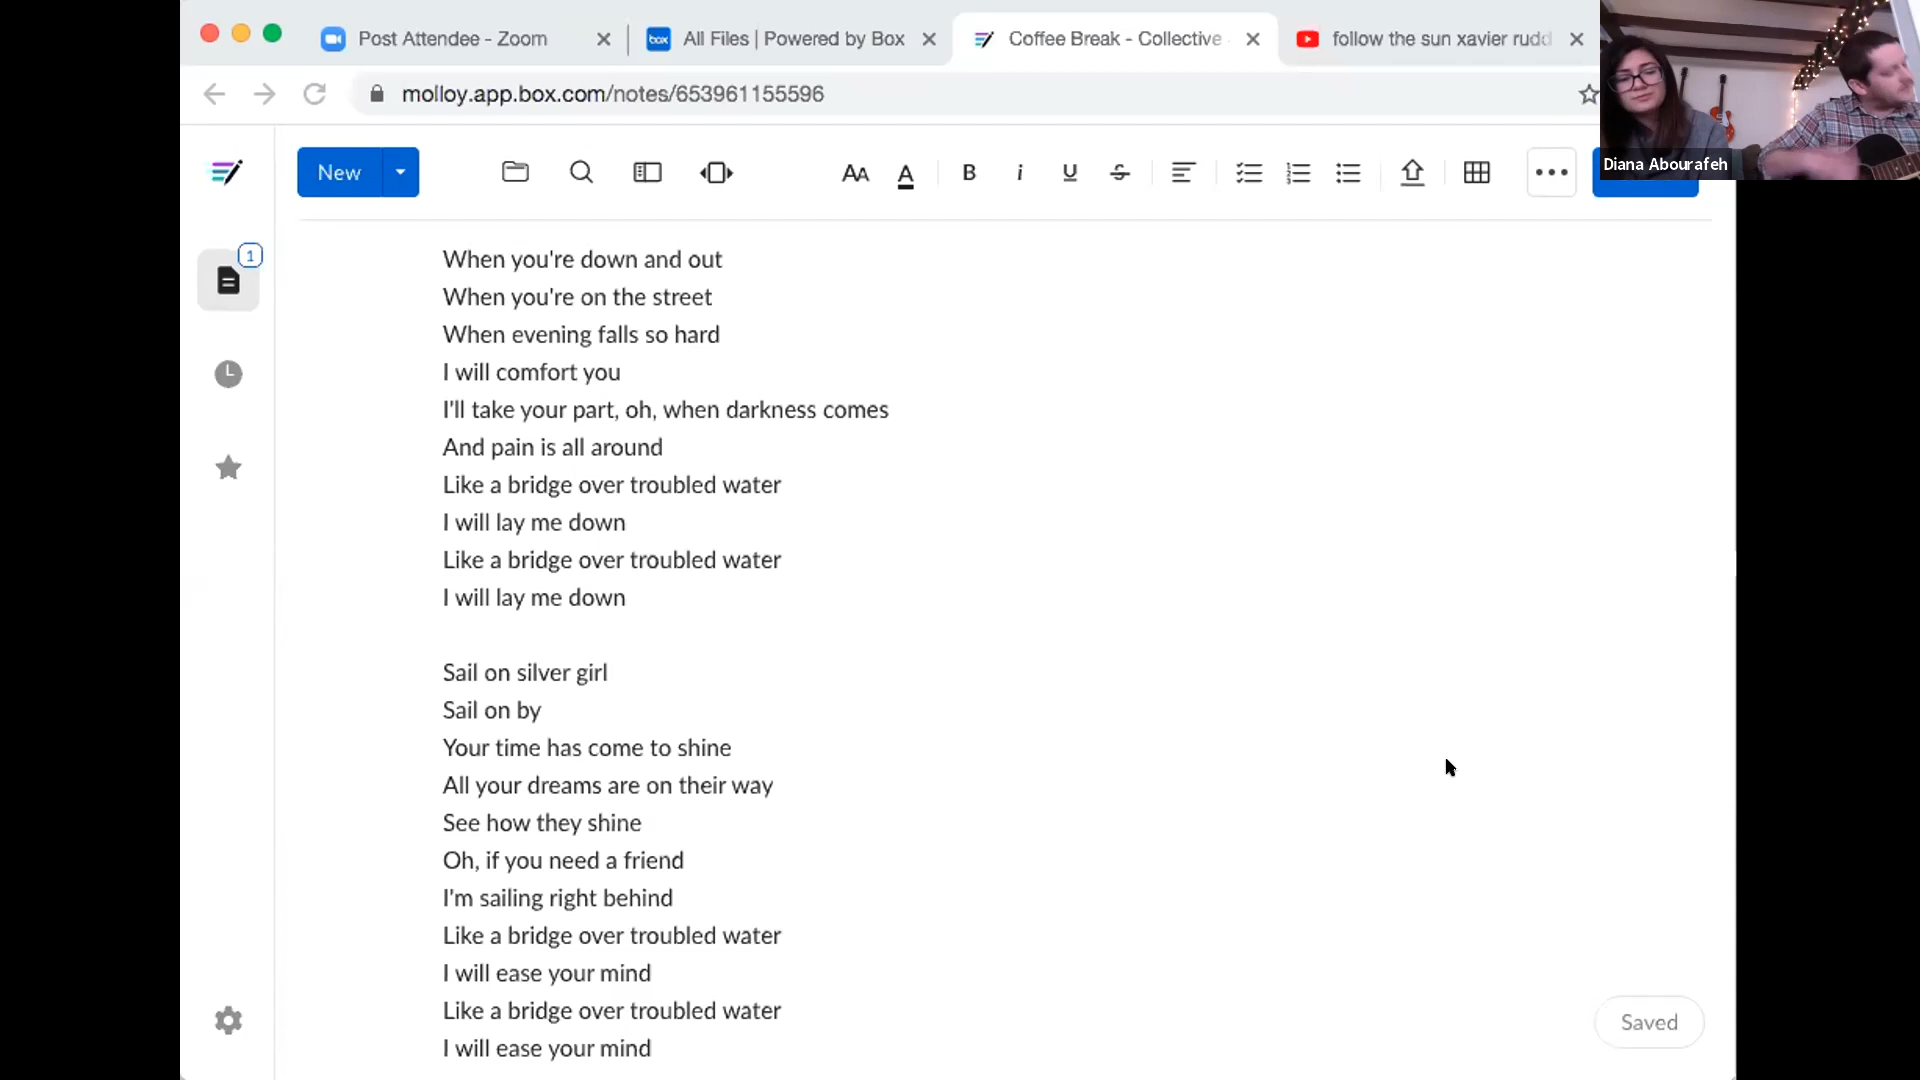 Post Attendee - Zoom
box
All Files | Powered by Box
Coffee Break - Collective
follow the sun xavier rudd
molloy.app.box.com/notes/653961155596
New
AA
A
B
i
U
S
1
Diana Abourafeh
When you're down and out
When you're on the street
When evening falls so hard
I will comfort you
I'll take your part, oh, when darkness comes
And pain is all around
Like a bridge over troubled water
I will lay me down
Like a bridge over troubled water
I will lay me down
Sail on silver girl
Sail on by
Your time has come to shine
All your dreams are on their way
See how they shine
Oh, if you need a friend
I'm sailing right behind
Like a bridge over troubled water
I will ease your mind
Like a bridge over troubled water
I will ease your mind
Saved